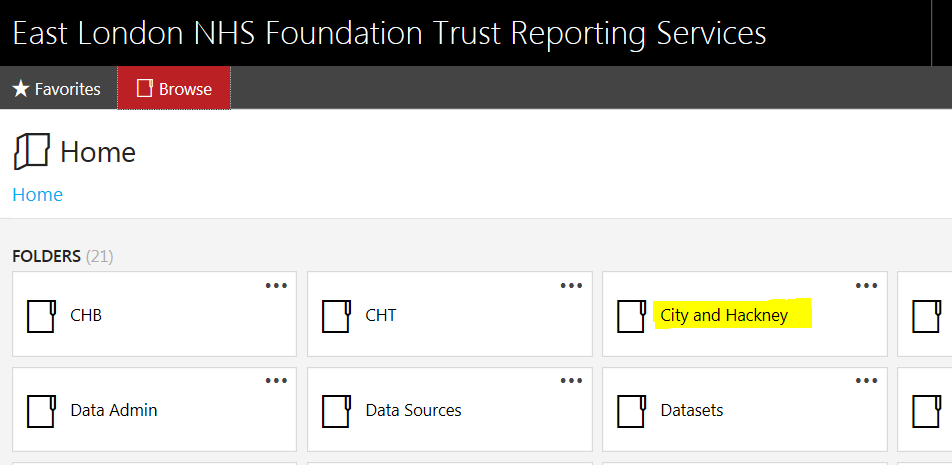 East London NHS Foundation Trust Reporting Services
Favorites Browse
Home
Home
FOLDERS (21)
CHB CHT City and Hackney
Data Admin Data Sources Datasets